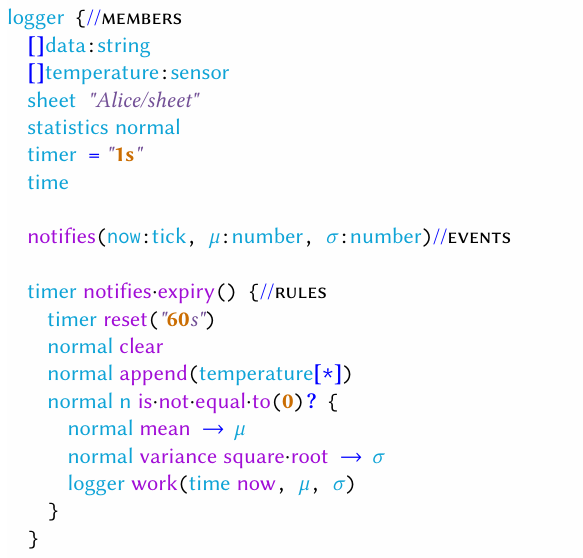 logger {//MEMBERS
[]data:string
[]temperature:sensor
sheet "Alice/sheet"
statistics normal
timer = "1s"
time
notifies(now:tick, μ:number, σ:number)//EVENTS
timer notifies·expiry() {//RULES
timer reset("60s")
normal clear
normal append(temperature[*])
normal n is·not·equal·to(0)? {
normal mean → μ
normal variance square·root → σ
logger work(time now, μ, σ)
}
}